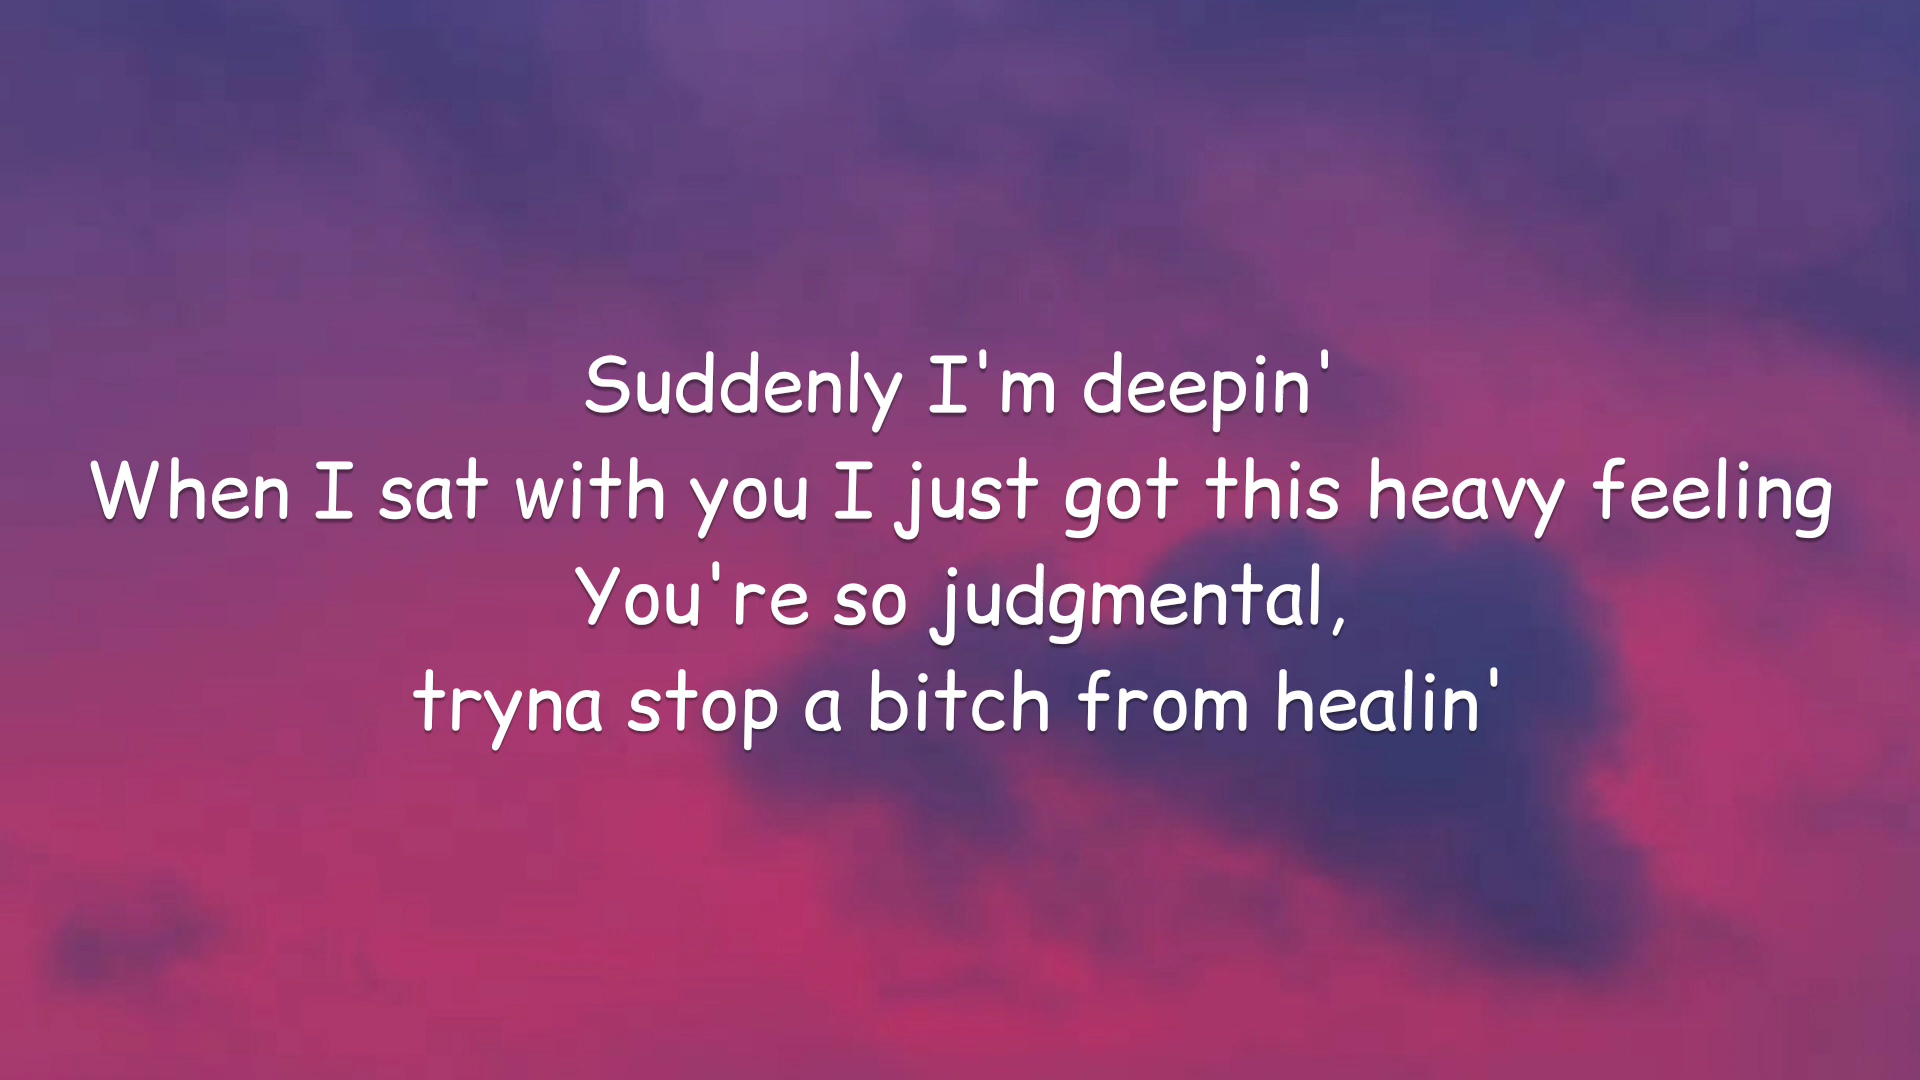 Suddenly I'm deepin'
When I sat with you I just got this heavy feeling
You're so judgmental,
tryna stop a bitch from healin'